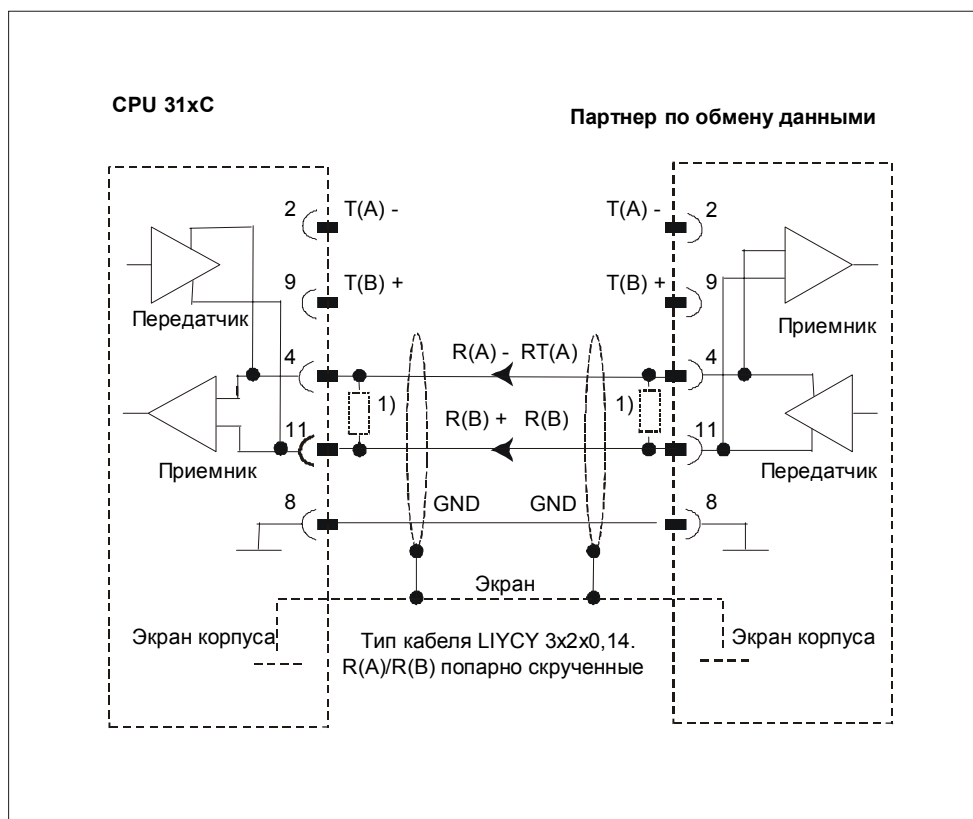 CPU 31xC
Партнер по обмену данными
2
T(A) -
T(A) -
2
9
T(B) +
T(B) +
9
Передатчик
Приемник
4
R(A) - RT(A)
4
1)
1)
11
R(B) + R(B)
11
Приемник
Передатчик
8
GND
GND
8
Экран
Экран корпуса
Тип кабеля LIYCY 3x2x0,14.
R(A)/R(B) попарно скрученные
Экран корпуса